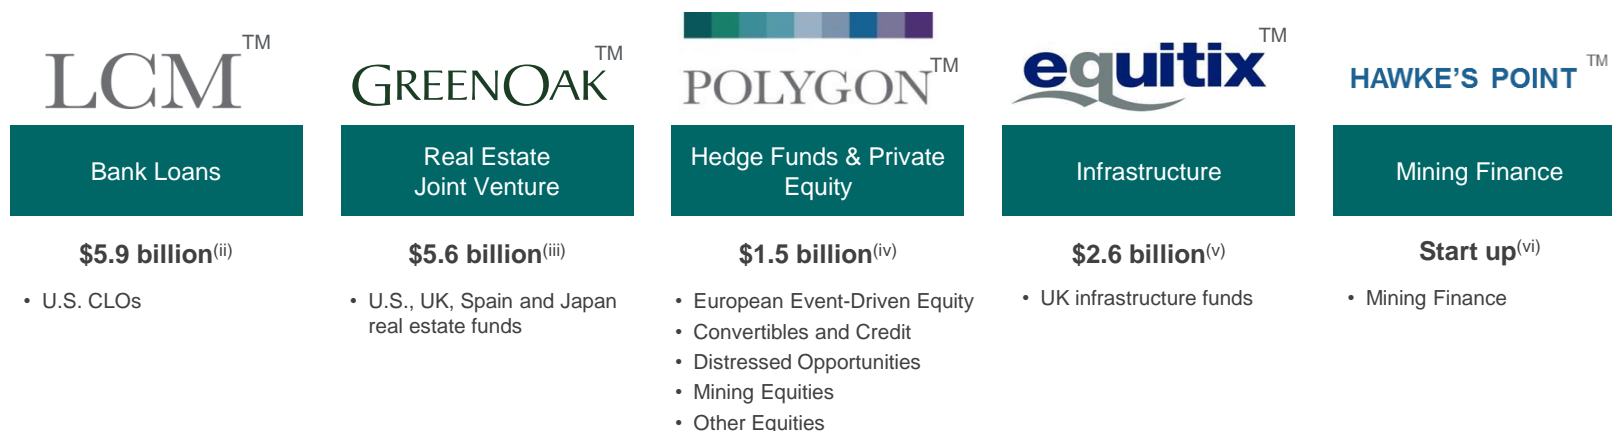 LCM™
GREENOAK™
POLYGON™
equitix™
HAWKE'S POINT™
Bank Loans
Real Estate
Joint Venture
Hedge Funds & Private
Equity
Infrastructure
Mining Finance
$5.9 billion(ii)
$5.6 billion(iii)
$1.5 billion(iv)
$2.6 billion(v)
Start up(vi)
• U.S. CLOs
• U.S., UK, Spain and Japan
real estate funds
• European Event-Driven Equity
• Convertibles and Credit
• Distressed Opportunities
• Mining Equities
• Other Equities
• UK infrastructure funds
• Mining Finance